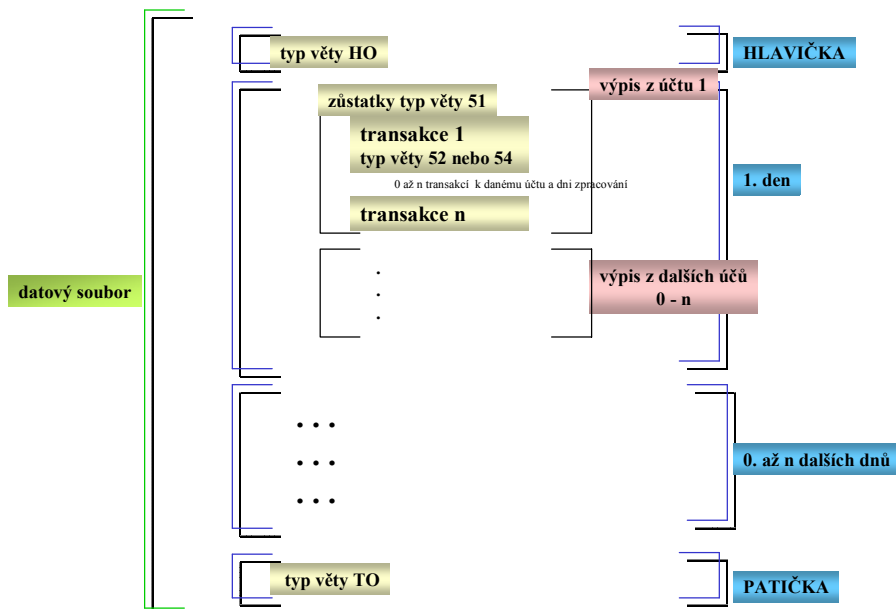 typ věty HO
HLAVIČKA
zůstatky typ věty 51
výpis z účtu 1
transakce 1
typ věty 52 nebo 54
0 až n transakcí k danému účtu a dni zpracování
transakce n
1. den
datový soubor
.
.
.
výpis z dalších účů
0 - n
. . .
. . .
. . .
0. až n dalších dnů
typ věty TO
PATIČKA